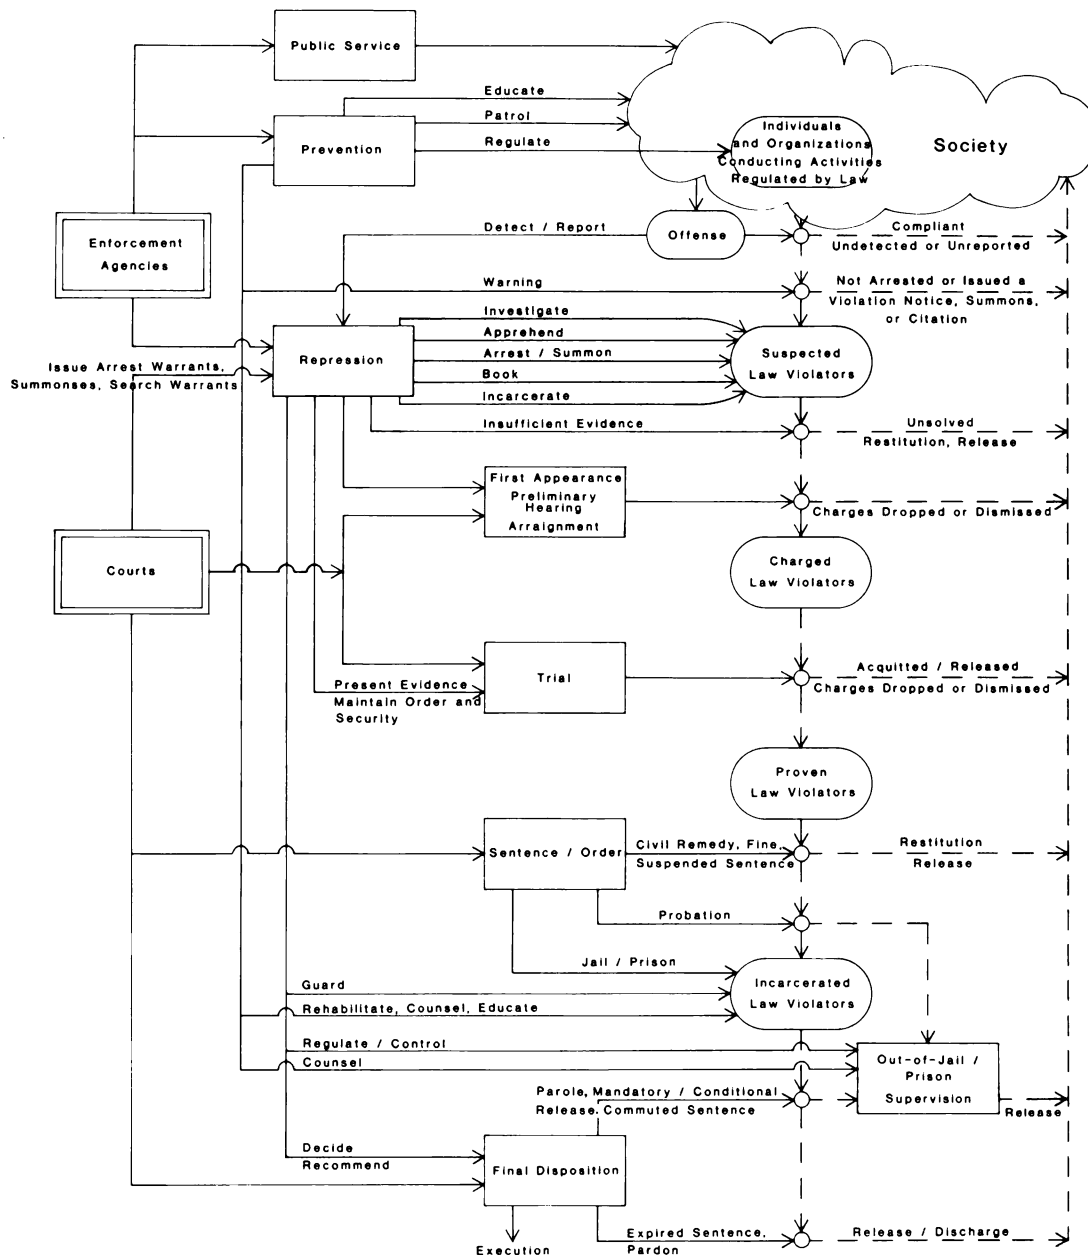 Public Service
Educate
Patrol
Prevention
Regulate
Individuals
and Organizations
Conducting Activities
Regulated by Law
Society
Enforcement
Agencies
Detect / Report
Offense
Compliant
Undetected or Unreported
Warning
Not Arrested or Issued a
Violation Notice, Summons,
or Citation
Issue Arrest Warrants,
Summonses, Search Warrants
Repression
Investigate
Apprehend
Arrest / Summon
Book
Incarcerate
Suspected
Law Violators
Insufficient Evidence
Unsolved
Restitution, Release
First Appearance
Preliminary
Hearing
Arraignment
Charges Dropped or Dismissed
Courts
Charged
Law Violators
Present Evidence
Maintain Order and
Security
Trial
Acquitted / Released
Charges Dropped or Dismissed
Proven
Law Violators
Sentence / Order
Civil Remedy, Fine,
Suspended Sentence
Restitution
Release
Probation
Jail / Prison
Guard
Rehabilitate, Counsel, Educate
Incarcerated
Law Violators
Regulate / Control
Counsel
Out-of-Jail /
Prison
Supervision
Release
Parole, Mandatory / Conditional
Release, Commuted Sentence
Decide
Recommend
Final Disposition
Execution
Expired Sentence,
Pardon
Release / Discharge